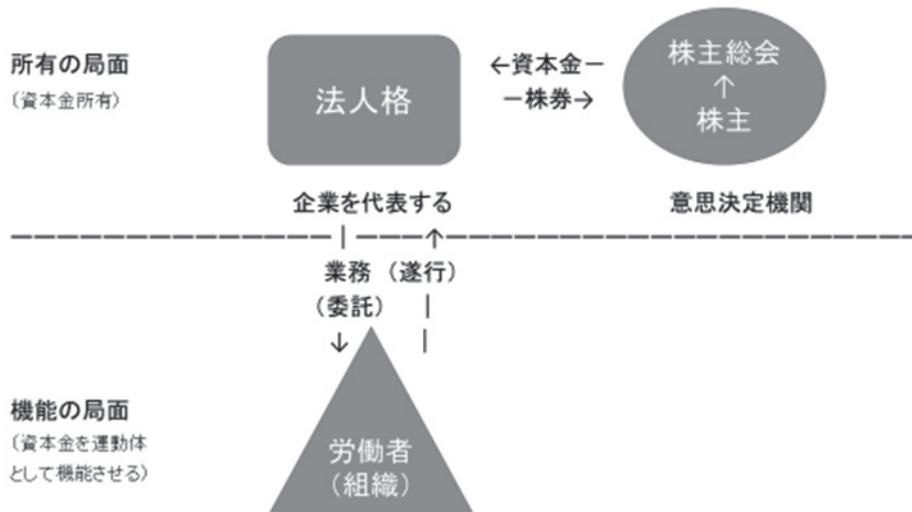 所有の局面
（資本金所有）
法人格
←資本金−
−株券→
株主総会
↑
株主
企業を代表する
意思決定機関
業務（遂行）
（委託）
機能の局面
（資本金を運動体
として機能させる）
労働者
（組織）